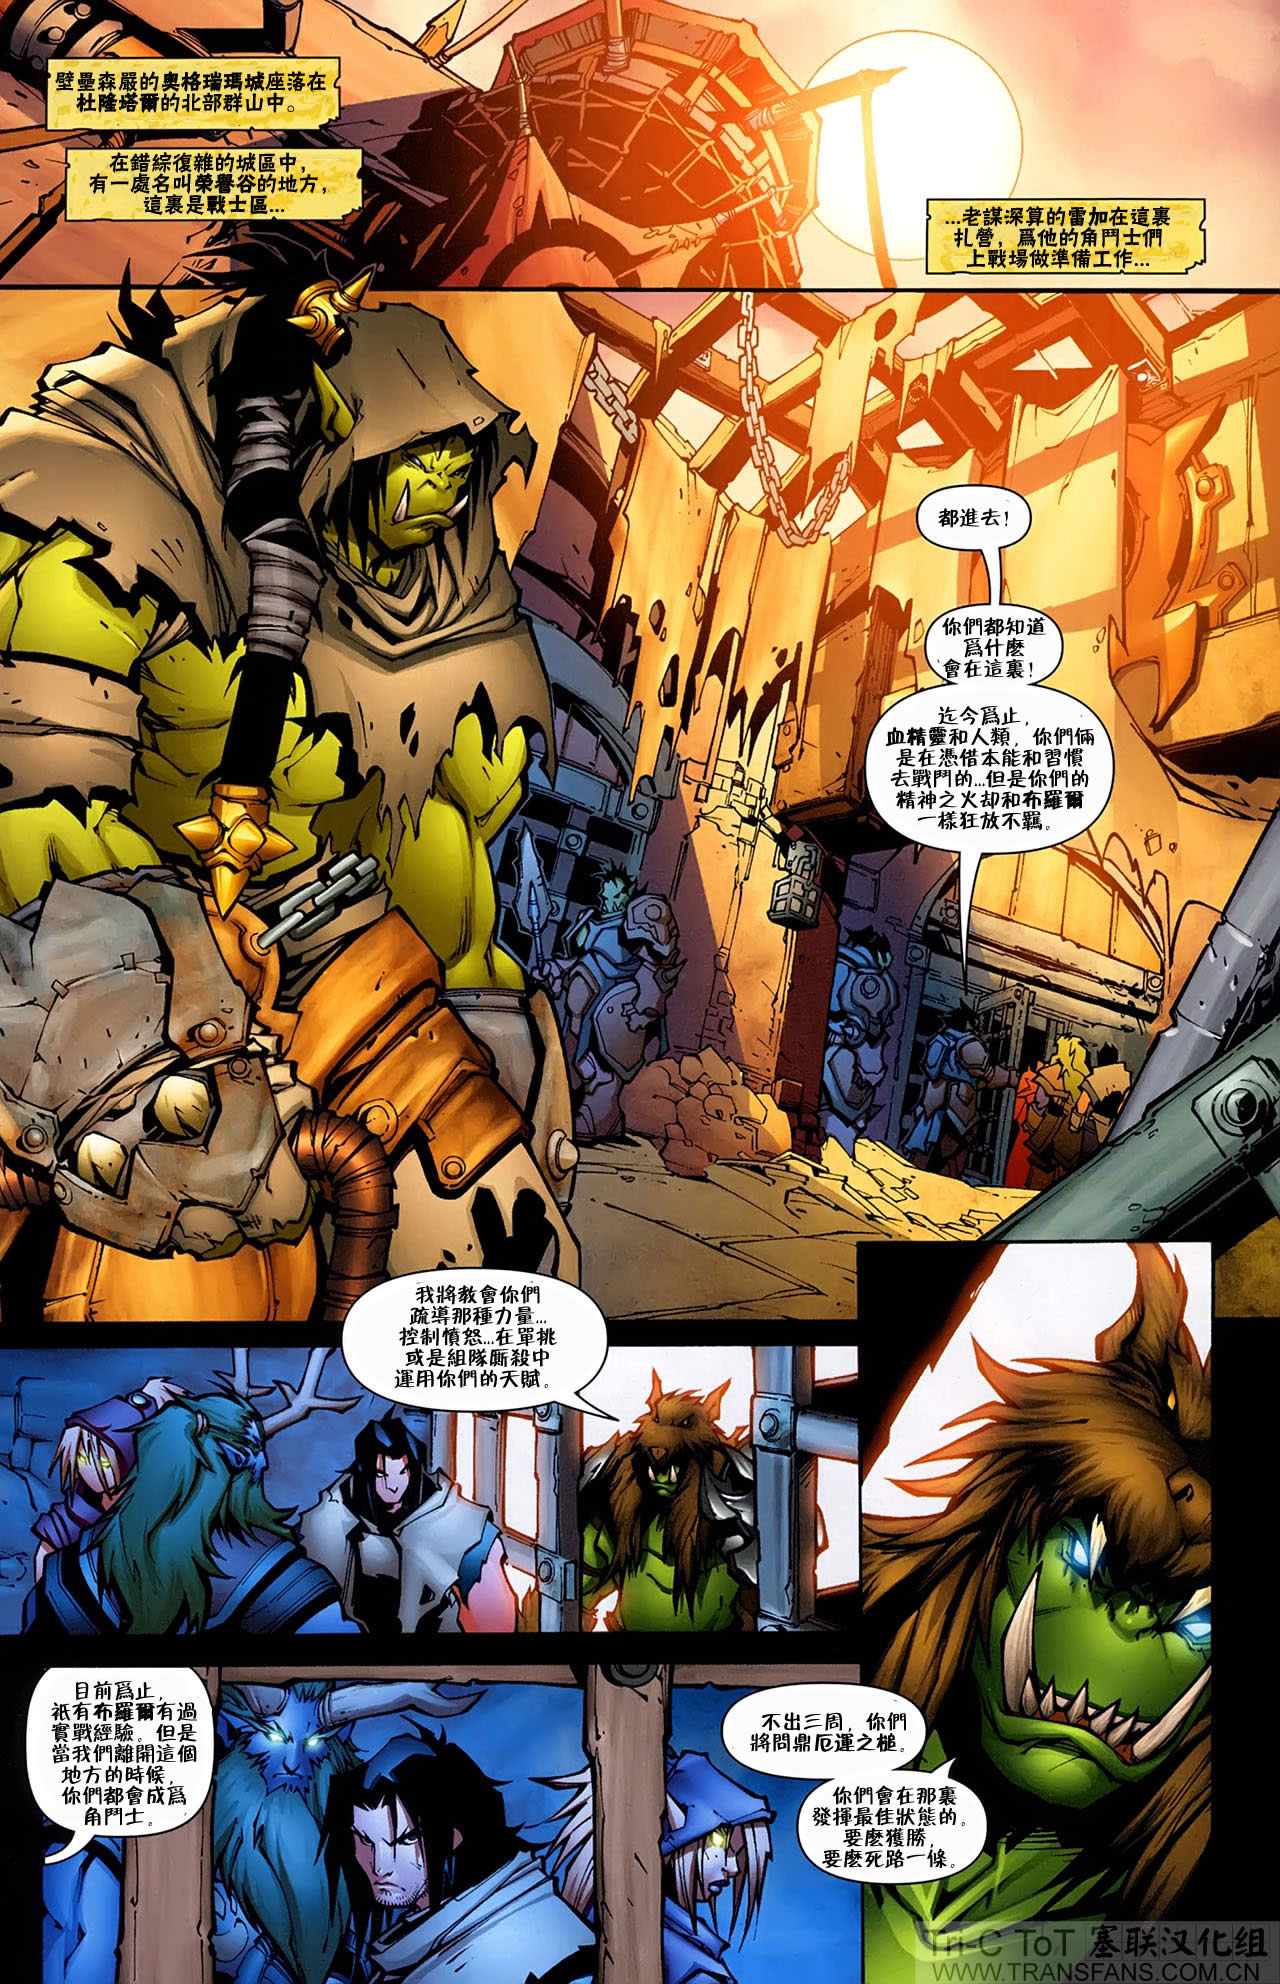 壁壘森嚴的奧格瑞瑪城座落在
杜隆塔爾的北部群山中。
在錯綜復雜的城區中，
有一處名叫榮譽谷的地方，
這裏是戰士區...
...老謀深算的雷加在這裏
扎營，爲他的角鬥士們
上戰場做準備工作...
都進去！
你們都知道
爲什麽
會在這裏！
迄今爲止，
血精靈和人類，你們倆
是在憑借本能和習慣
去戰鬥的...但是你們的
精神之火却和布羅爾
一樣狂放不羈。
我將教會你們
疏導那種力量...
控制憤怒...在單挑
或是組隊厮殺中
運用你們的天賦。
目前爲止，
祇有布羅爾有過
實戰經驗。但是
當我們離開這個
地方的時候，
你們都會成爲
角鬥士。
不出三周，你們
將問鼎厄運之槌。
你們會在那裏
發揮最佳狀態的。
要麽獲勝，
要麽死路一條。
Tri-C ToT 塞联汉化组
WWW.TRANSFANS.COM.CN